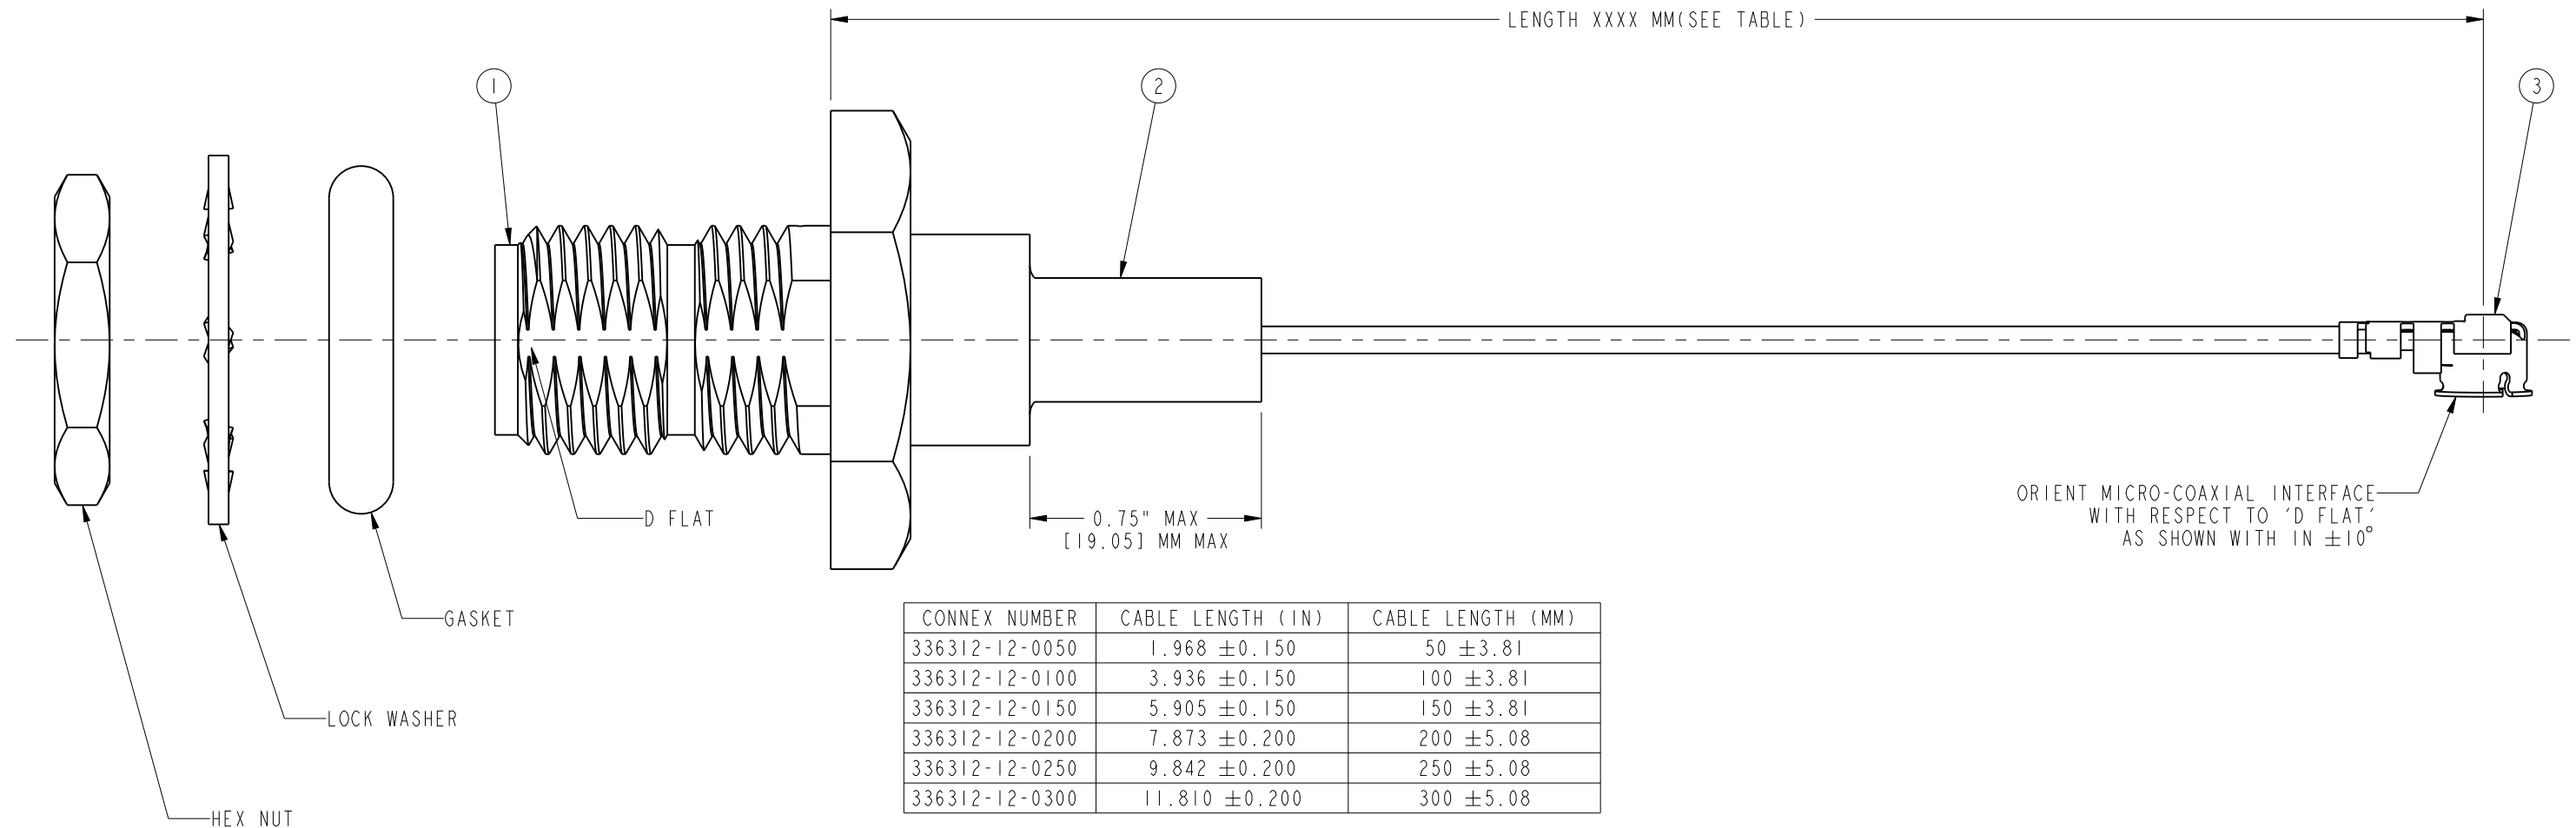 LENGTH XXXX MM(SEE TABLE)
1
2
3
D FLAT
0.75" MAX
[19.05] MM MAX
ORIENT MICRO-COAXIAL INTERFACE
WITH RESPECT TO 'D FLAT'
AS SHOWN WITH IN ±10°
GASKET
LOCK WASHER
HEX NUT
CONNEX NUMBER CABLE LENGTH (IN) CABLE LENGTH (MM)
336312-12-0050 1.968 ±0.150 50 ±3.81
336312-12-0100 3.936 ±0.150 100 ±3.81
336312-12-0150 5.905 ±0.150 150 ±3.81
336312-12-0200 7.873 ±0.200 200 ±5.08
336312-12-0250 9.842 ±0.200 250 ±5.08
336312-12-0300 11.810 ±0.200 300 ±5.08